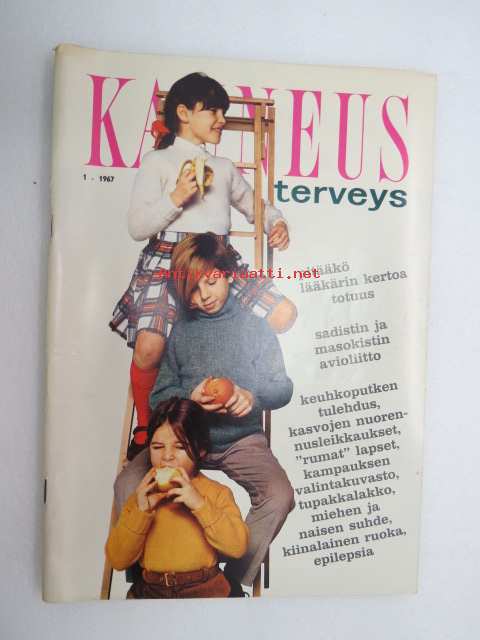 KAUNEUS
terveys
1 - 1967
antikvariaatti.net
lääkärin kertoa
totuus
sadistin ja
masokistin
avioliitto
keuhkoputken
tulehdus,
kasvojen nuoren-
nusleikkaukset,
"rumat" lapset,
kampauksen
valintakuvasto,
tupakkalakko,
miehen ja
naisen suhde,
kiinalainen ruoka,
epilepsia